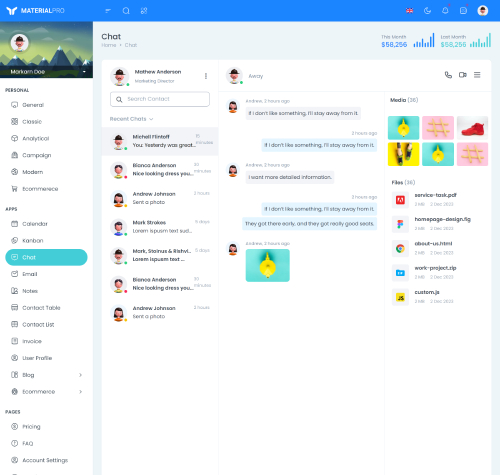 MATERIALPRO
Markarn Doe
PERSONAL
General
Classic
Analytical
Campaign
Modern
Ecommerece
APPS
Calendar
Kanban
Chat
Email
Notes
Contact Table
Contact List
Invoice
User Profile
Blog
Ecommerce
PAGES
Pricing
FAQ
Account Settings
Chat
Home • Chat
This Month
$58,256
Last Month
$58,256
Mathew Anderson
Marketing Director
Search Contact
Recent Chats
Michell Flintoff
15 minutes
You: Yesterdy was great...
Bianca Anderson
30 minutes
Nice looking dress you...
Andrew Johnson
2 hours
Sent a photo
Mark Strokes
4 days
Lorem ispusm text sud...
Mark, Stoinus & Rishvi...
5 days
Lorem ispusm text ...
Bianca Anderson
30 minutes
Nice looking dress you...
Andrew Johnson
2 hours
Sent a photo
Away
Andrew, 2 hours ago
If I don't like something, I'll stay away from it.
2 hours ago
If I don't like something, I'll stay away from it.
Andrew, 2 hours ago
I want more detailed information.
2 hours ago
If I don't like something, I'll stay away from it.
They got there early, and they got really good seats.
Andrew, 2 hours ago
Media (36)
Files (36)
service-task.pdf
2 MB 2 Dec 2023
homepage-design.fig
2 MB 2 Dec 2023
about-us.html
2 MB 2 Dec 2023
work-project.zip
2 MB 2 Dec 2023
custom.js
2 MB 2 Dec 2023